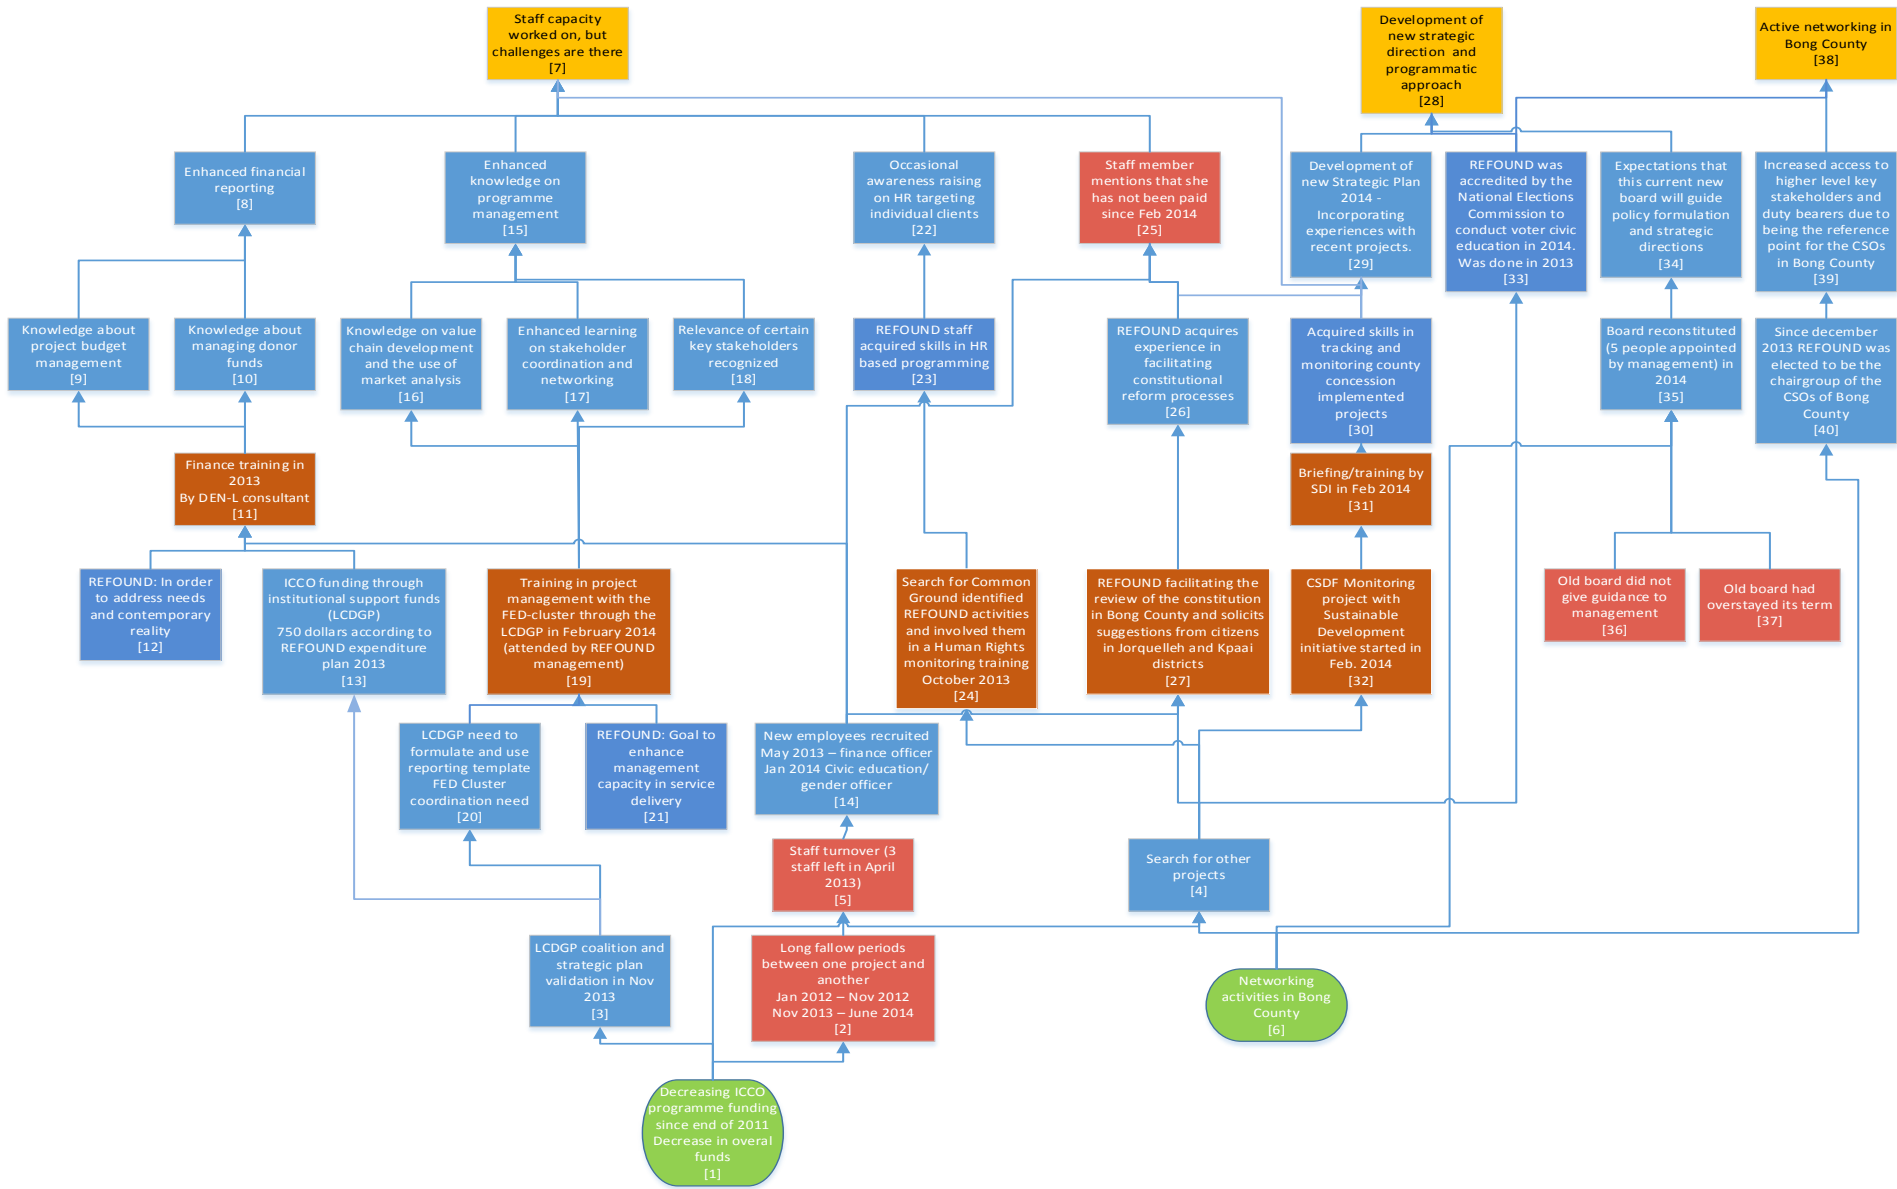 Staff capacity
worked on, but
challenges are there
[7]
Development of
new strategic
direction and
programmatic
approach
[28]
Active networking in
Bong County
[38]
Enhanced financial
reporting
[8]
Enhanced
knowledge on
programme
management
[15]
Occasional
awareness raising
on HR targeting
individual clients
[22]
Staff member
mentions that she
has not been paid
since Feb 2014
[25]
Development of
new Strategic Plan
2014 -
Incorporating
experiences with
recent projects.
[29]
REFOUND was
accredited by the
National Elections
Commission to
conduct voter civic
education in 2014.
Was done in 2013
[33]
Expectations that
this current new
board will guide
policy formulation
and strategic
directions
[34]
Increased access to
higher level key
stakeholders and
duty bearers due to
being the reference
point for the CSOs
in Bong County
[39]
Knowledge about
project budget
management
[9]
Knowledge about
managing donor
funds
[10]
Knowledge on value
chain development
and the use of
market analysis
[16]
Enhanced learning
on stakeholder
coordination and
networking
[17]
Relevance of certain
key stakeholders
recognized
[18]
REFOUND staff
acquired skills in HR
based programming
[23]
REFOUND acquires
experience in
facilitating
constitutional
reform processes
[26]
Acquired skills in
tracking and
monitoring county
concession
implemented
projects
[30]
Board reconstituted
(5 people appointed
by management) in
2014
[35]
Since december
2013 REFOUND was
elected to be the
chairgroup of the
CSOs of Bong
County
[40]
Finance training in
2013
By DEN-L consultant
[11]
Briefing/training by
SDI in Feb 2014
[31]
REFOUND: In order
to address needs
and contemporary
reality
[12]
ICCO funding through
institutional support funds
(LCDGP)
750 dollars according to
REFOUND expenditure
plan 2013
[13]
Training in project
management with the
FED-cluster through the
LCDGP in February 2014
(attended by REFOUND
management)
[19]
Search for Common
Ground identified
REFOUND activities
and involved them
in a Human Rights
monitoring training
October 2013
[24]
REFOUND facilitating the
review of the constitution
in Bong County and solicits
suggestions from citizens
in Jorquelleh and Kpaai
districts
[27]
CSDF Monitoring
project with
Sustainable
Development
initiative started in
Feb. 2014
[32]
Old board did not
give guidance to
management
[36]
Old board had
overstayed its term
[37]
LCDGP need to
formulate and use
reporting template
FED Cluster
coordination need
[20]
REFOUND: Goal to
enhance
management
capacity in service
delivery
[21]
New employees recruited
May 2013 – finance officer
Jan 2014 Civic education/
gender officer
[14]
Staff turnover (3
staff left in April
2013)
[5]
Search for other
projects
[4]
LCDGP coalition and
strategic plan
validation in Nov
2013
[3]
Long fallow periods
between one project and
another
Jan 2012 – Nov 2012
Nov 2013 – June 2014
[2]
Networking
activities in Bong
County
[6]
Decreasing ICCO
programme funding
since end of 2011
Decrease in overal
funds
[1]